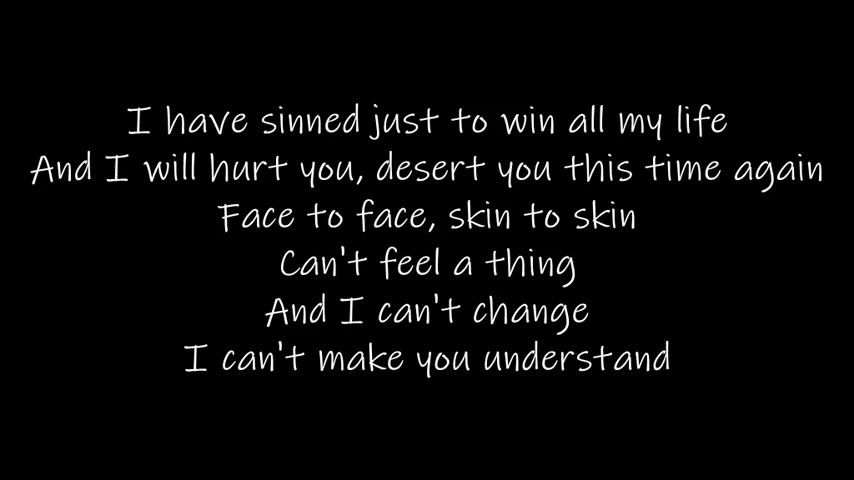 I have sinned just to win all my life
And I will hurt you, desert you this time again
Face to face, skin to skin
Can't feel a thing
And I can't change
I can't make you understand